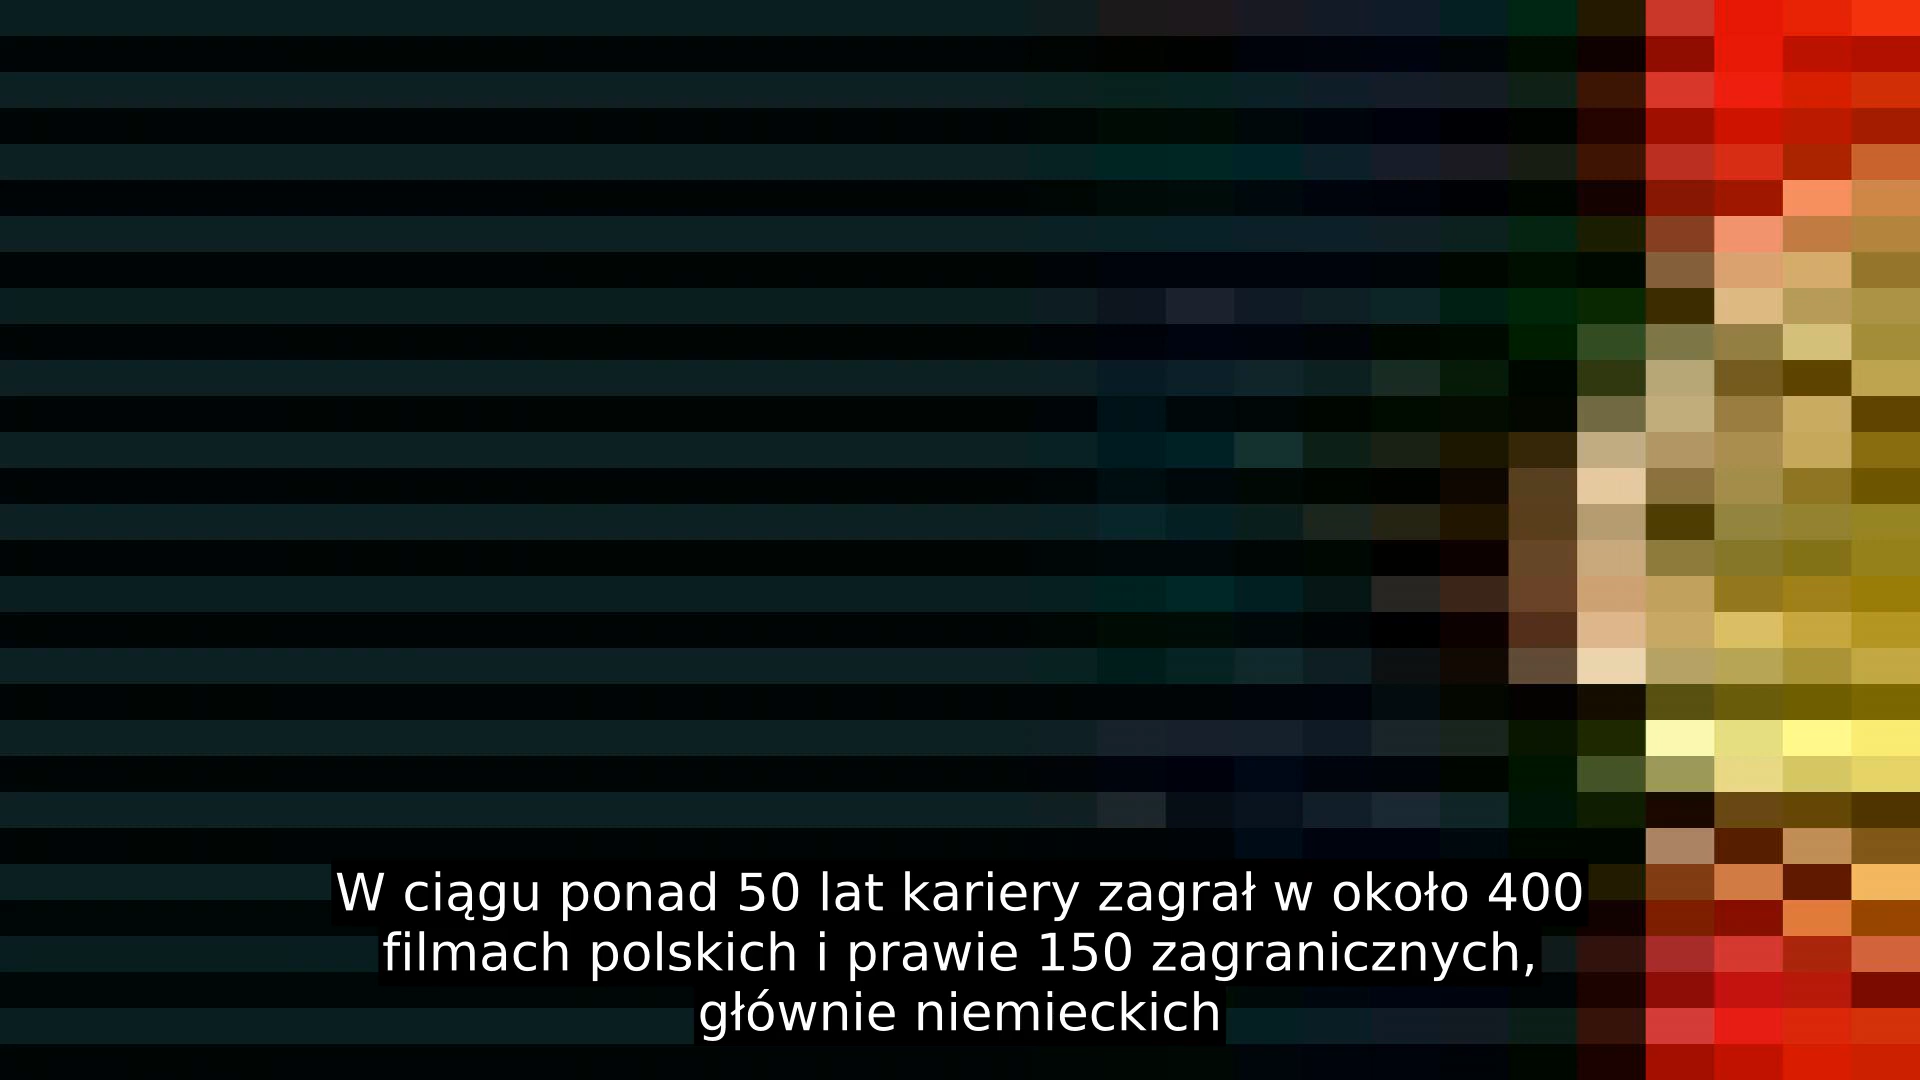 W ciągu ponad 50 lat kariery zagrał w około 400
filmach polskich i prawie 150 zagranicznych,
głównie niemieckich